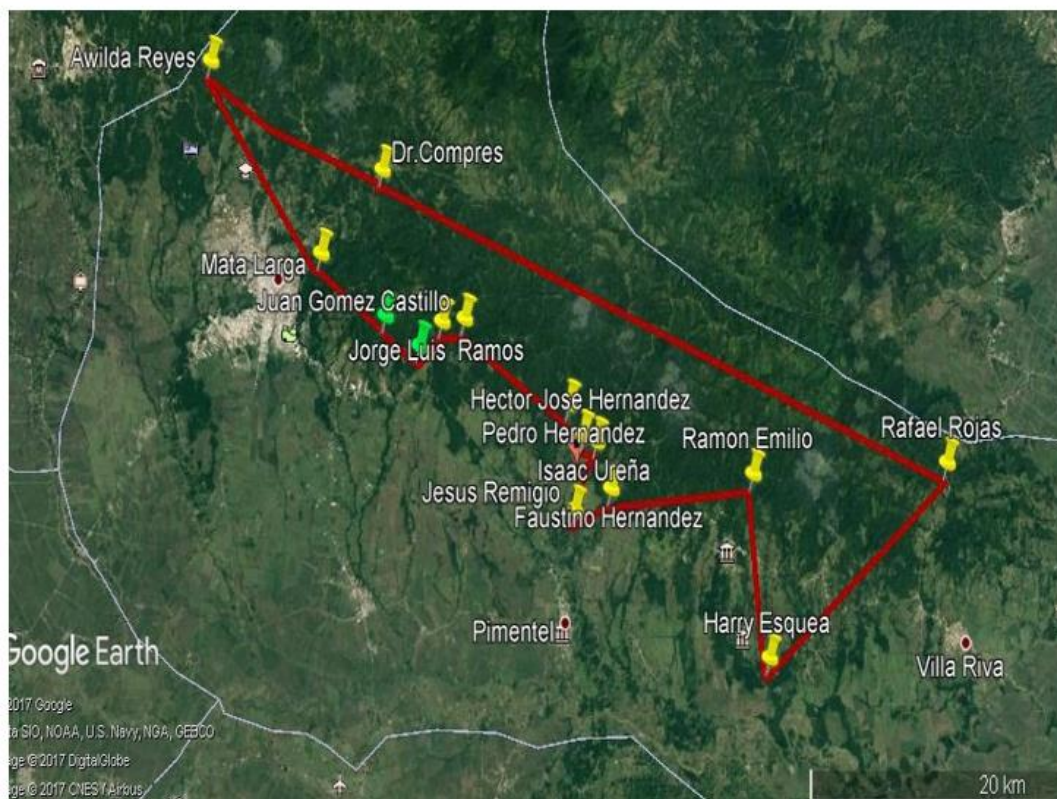 Awilda Reyes
Dr.Compres
Mata Larga
Juan Gomez Castillo
Jorge Luis Ramos
Hector Jose Hernandez
Rafael Rojas
Pedro Hernandez
Ramon Emilio
Isaac Ureña
Jesus Remigio
Faustino Hernandez
Harry Esquea
Pimentel
Google Earth
Villa Riva
2017 Google
SIO, NOAA, U.S. Navy, NGA, GEBCO
© 2017 DigitalGlobe
20 km
© 2017 CNES / Airbus